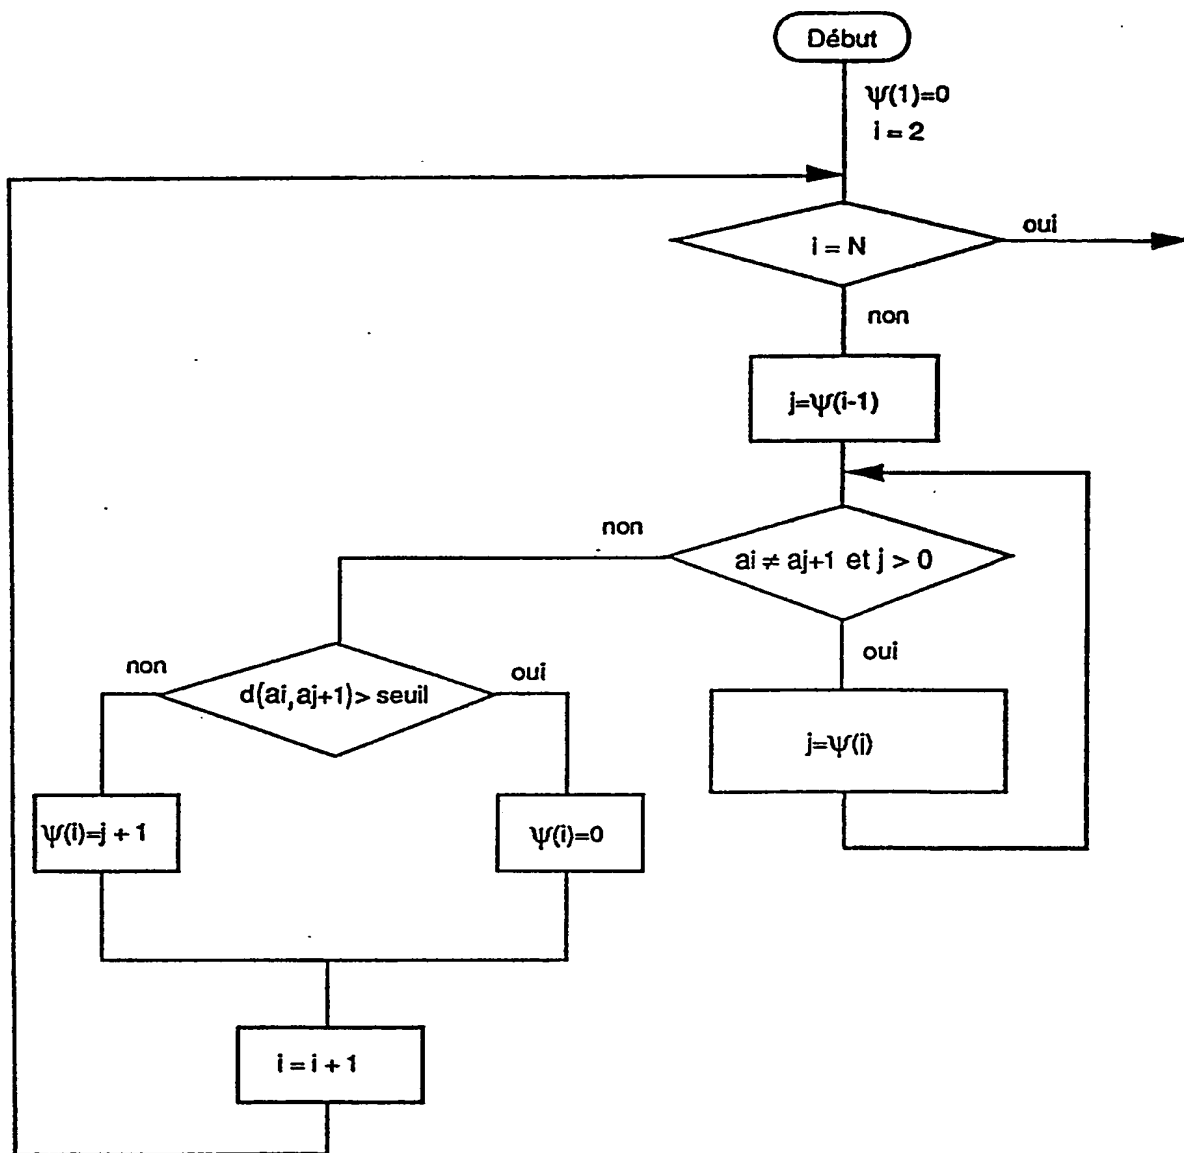 Début
ψ(1)=0
i = 2
i = N
oui
non
j=ψ(i-1)
non
ai ≠ aj+1 et j > 0
oui
non
d(ai,aj+1)> seuil
oui
j=ψ(j)
ψ(i)=j + 1
ψ(i)=0
i = i + 1